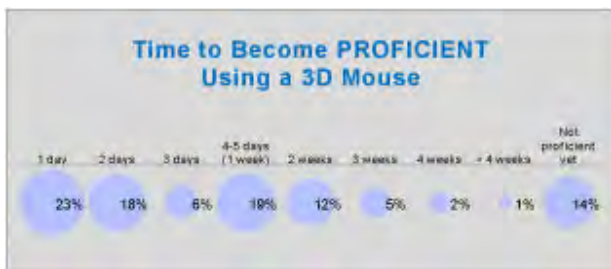 Time to Become PROFICIENT
Using a 3D Mouse
Not
4-5 days proficient
1 day 2 days 3 days (1 week) 2 weeks 3 weeks 4 weeks 4 weeks yet
23% 18% 6% 19% 12% 5% 2% 1% 14%